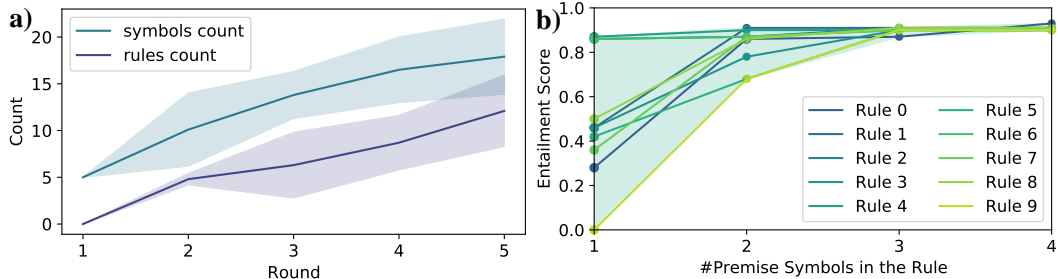 a)
symbols count
rules count
20
15
10
5
0
Count
1 2 3 4 5
Round
b)
1.0
0.8
0.6
0.4
0.2
0.0
Entailment Score
Rule 0 Rule 5
Rule 1 Rule 6
Rule 2 Rule 7
Rule 3 Rule 8
Rule 4 Rule 9
1 2 3 4
#Premise Symbols in the Rule